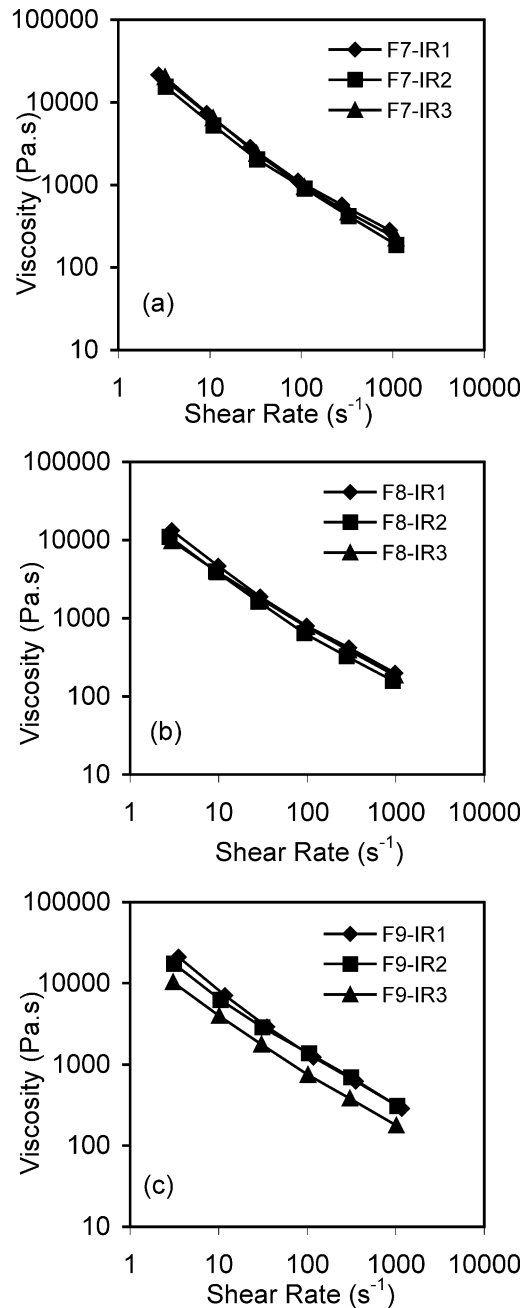 100000
10000
1000
100
10
Viscosity (Pa.s)
F7-IR1
F7-IR2
F7-IR3
(a)
1 10 100 1000 10000
Shear Rate (s⁻¹)
100000
10000
1000
100
10
Viscosity (Pa.s)
F8-IR1
F8-IR2
F8-IR3
(b)
1 10 100 1000 10000
Shear Rate (s⁻¹)
100000
10000
1000
100
10
Viscosity (Pa.s)
F9-IR1
F9-IR2
F9-IR3
(c)
1 10 100 1000 10000
Shear Rate (s⁻¹)